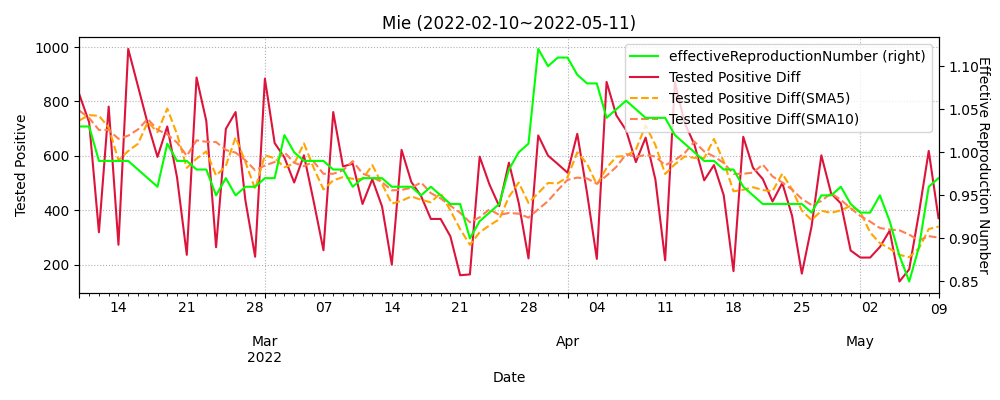 Mie (2022-02-10~2022-05-11)
effectiveReproductionNumber (right)
Tested Positive Diff
Tested Positive Diff(SMA5)
Tested Positive Diff(SMA10)
Tested Positive
1000
800
600
400
200
Effective Reproduction Number
1.10
1.05
1.00
0.95
0.90
0.85
14 21 28 07 14 21 28 04 11 18 25 02 09
Mar Apr May
2022
Date